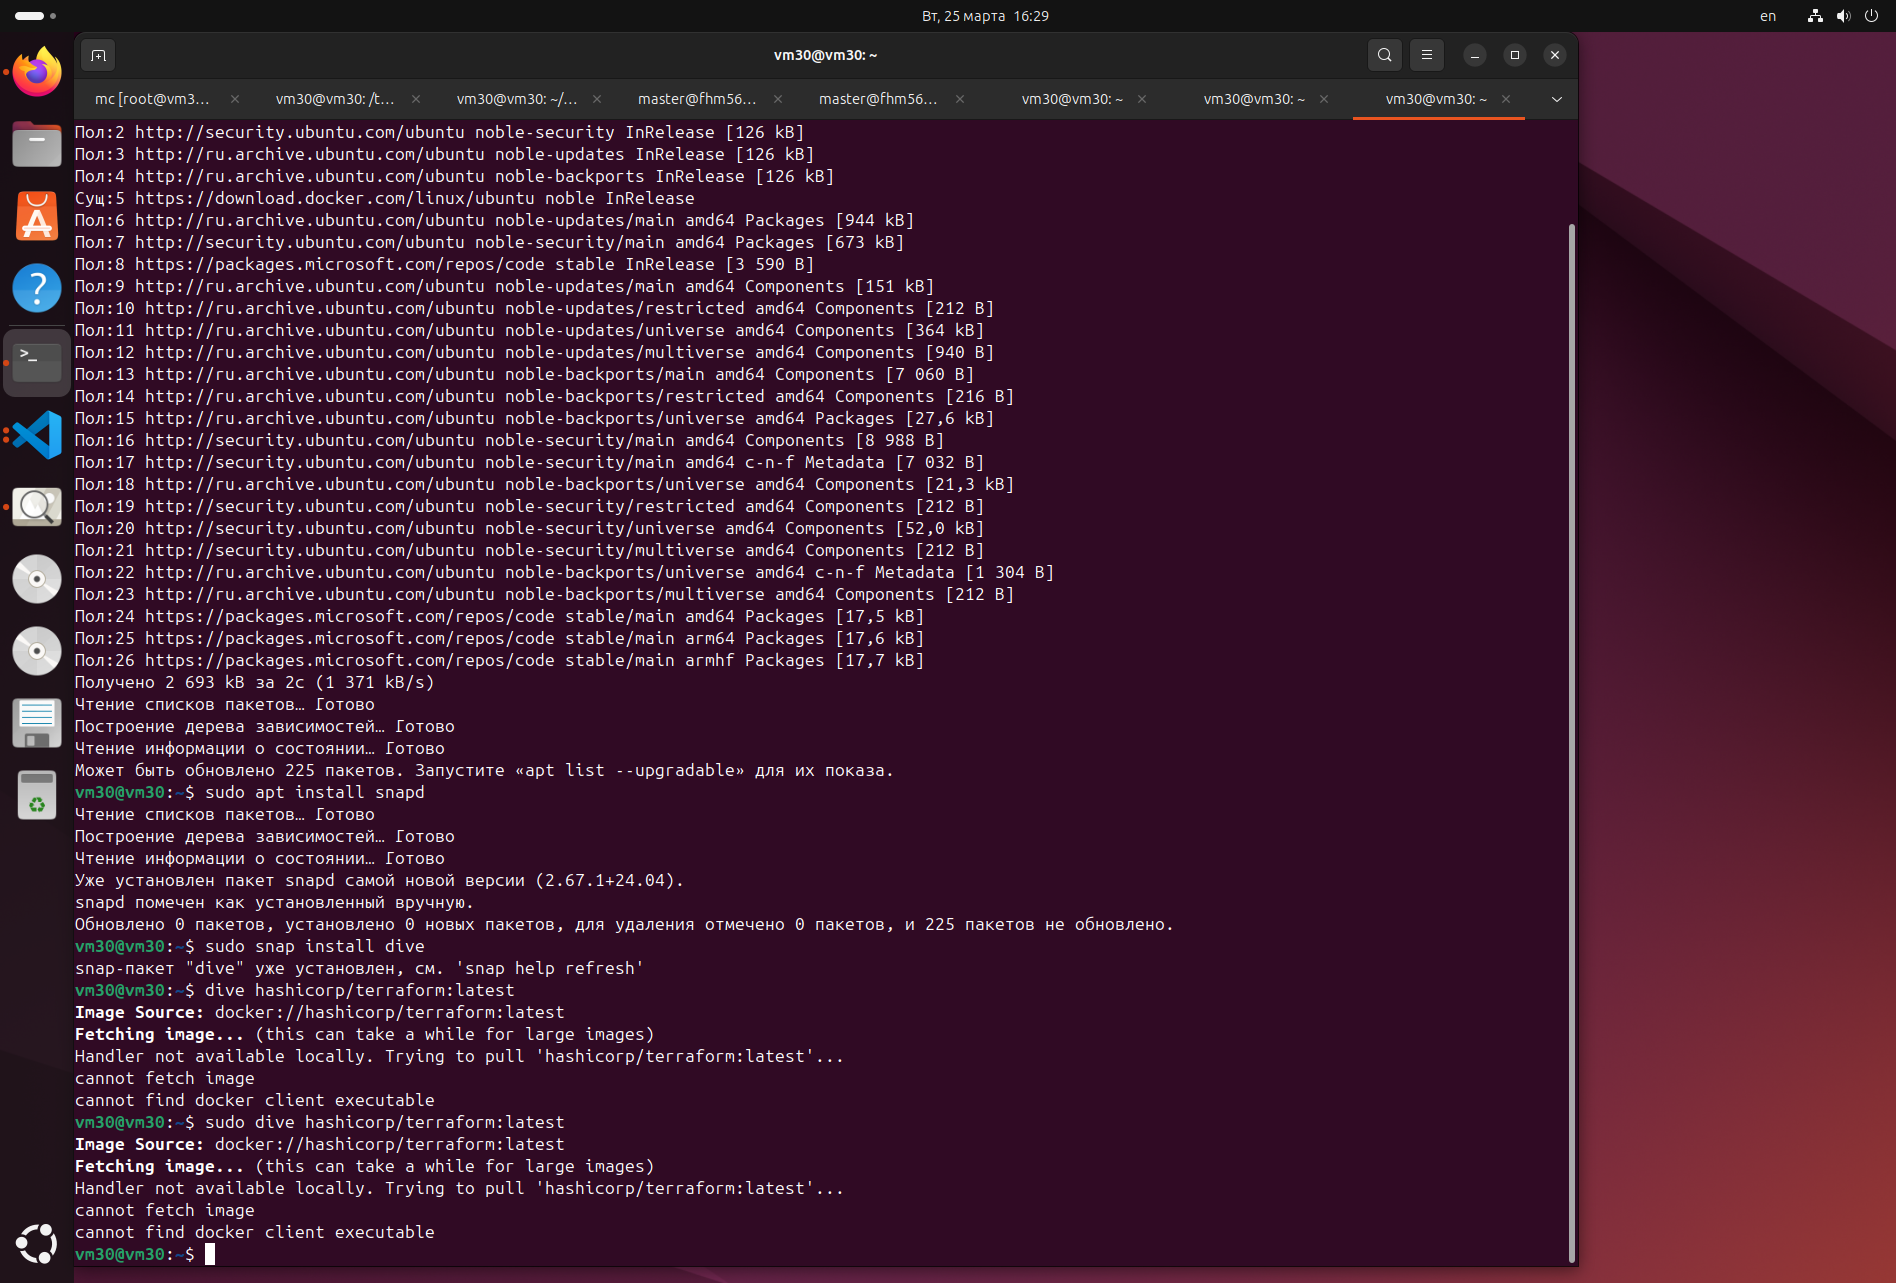 Вт, 25 марта 16:29
en
vm30@vm30: ~
mc [root@vm3...
vm30@vm30: /t...
vm30@vm30: ~/...
master@fhm56...
master@fhm56...
vm30@vm30: ~
vm30@vm30: ~
vm30@vm30: ~
Пол:2 http://security.ubuntu.com/ubuntu noble-security InRelease [126 kB]
Пол:3 http://ru.archive.ubuntu.com/ubuntu noble-updates InRelease [126 kB]
Пол:4 http://ru.archive.ubuntu.com/ubuntu noble-backports InRelease [126 kB]
Сущ:5 https://download.docker.com/linux/ubuntu noble InRelease
Пол:6 http://ru.archive.ubuntu.com/ubuntu noble-updates/main amd64 Packages [944 kB]
Пол:7 http://security.ubuntu.com/ubuntu noble-security/main amd64 Packages [673 kB]
Пол:8 https://packages.microsoft.com/repos/code stable InRelease [3 590 B]
Пол:9 http://ru.archive.ubuntu.com/ubuntu noble-updates/main amd64 Components [151 kB]
Пол:10 http://ru.archive.ubuntu.com/ubuntu noble-updates/restricted amd64 Components [212 B]
Пол:11 http://ru.archive.ubuntu.com/ubuntu noble-updates/universe amd64 Components [364 kB]
Пол:12 http://ru.archive.ubuntu.com/ubuntu noble-updates/multiverse amd64 Components [940 B]
Пол:13 http://ru.archive.ubuntu.com/ubuntu noble-backports/main amd64 Components [7 060 B]
Пол:14 http://ru.archive.ubuntu.com/ubuntu noble-backports/restricted amd64 Components [216 B]
Пол:15 http://ru.archive.ubuntu.com/ubuntu noble-backports/universe amd64 Packages [27,6 kB]
Пол:16 http://security.ubuntu.com/ubuntu noble-security/main amd64 Components [8 988 B]
Пол:17 http://security.ubuntu.com/ubuntu noble-security/main amd64 c-n-f Metadata [7 032 B]
Пол:18 http://ru.archive.ubuntu.com/ubuntu noble-backports/universe amd64 Components [21,3 kB]
Пол:19 http://security.ubuntu.com/ubuntu noble-security/restricted amd64 Components [212 B]
Пол:20 http://security.ubuntu.com/ubuntu noble-security/universe amd64 Components [52,0 kB]
Пол:21 http://security.ubuntu.com/ubuntu noble-security/multiverse amd64 Components [212 B]
Пол:22 http://ru.archive.ubuntu.com/ubuntu noble-backports/universe amd64 c-n-f Metadata [1 304 B]
Пол:23 http://ru.archive.ubuntu.com/ubuntu noble-backports/multiverse amd64 Components [212 B]
Пол:24 https://packages.microsoft.com/repos/code stable/main amd64 Packages [17,5 kB]
Пол:25 https://packages.microsoft.com/repos/code stable/main arm64 Packages [17,6 kB]
Пол:26 https://packages.microsoft.com/repos/code stable/main armhf Packages [17,7 kB]
Получено 2 693 kB за 2с (1 371 kB/s)
Чтение списков пакетов… Готово
Построение дерева зависимостей… Готово
Чтение информации о состоянии… Готово
Может быть обновлено 225 пакетов. Запустите «apt list --upgradable» для их показа.
vm30@vm30:~$ sudo apt install snapd
Чтение списков пакетов… Готово
Построение дерева зависимостей… Готово
Чтение информации о состоянии… Готово
Уже установлен пакет snapd самой новой версии (2.67.1+24.04).
snapd помечен как установленный вручную.
Обновлено 0 пакетов, установлено 0 новых пакетов, для удаления отмечено 0 пакетов, и 225 пакетов не обновлено.
vm30@vm30:~$ sudo snap install dive
snap-пакет "dive" уже установлен, см. 'snap help refresh'
vm30@vm30:~$ dive hashicorp/terraform:latest
Image Source: docker://hashicorp/terraform:latest
Fetching image... (this can take a while for large images)
Handler not available locally. Trying to pull 'hashicorp/terraform:latest'...
cannot fetch image
cannot find docker client executable
vm30@vm30:~$ sudo dive hashicorp/terraform:latest
Image Source: docker://hashicorp/terraform:latest
Fetching image... (this can take a while for large images)
Handler not available locally. Trying to pull 'hashicorp/terraform:latest'...
cannot fetch image
cannot find docker client executable
vm30@vm30:~$